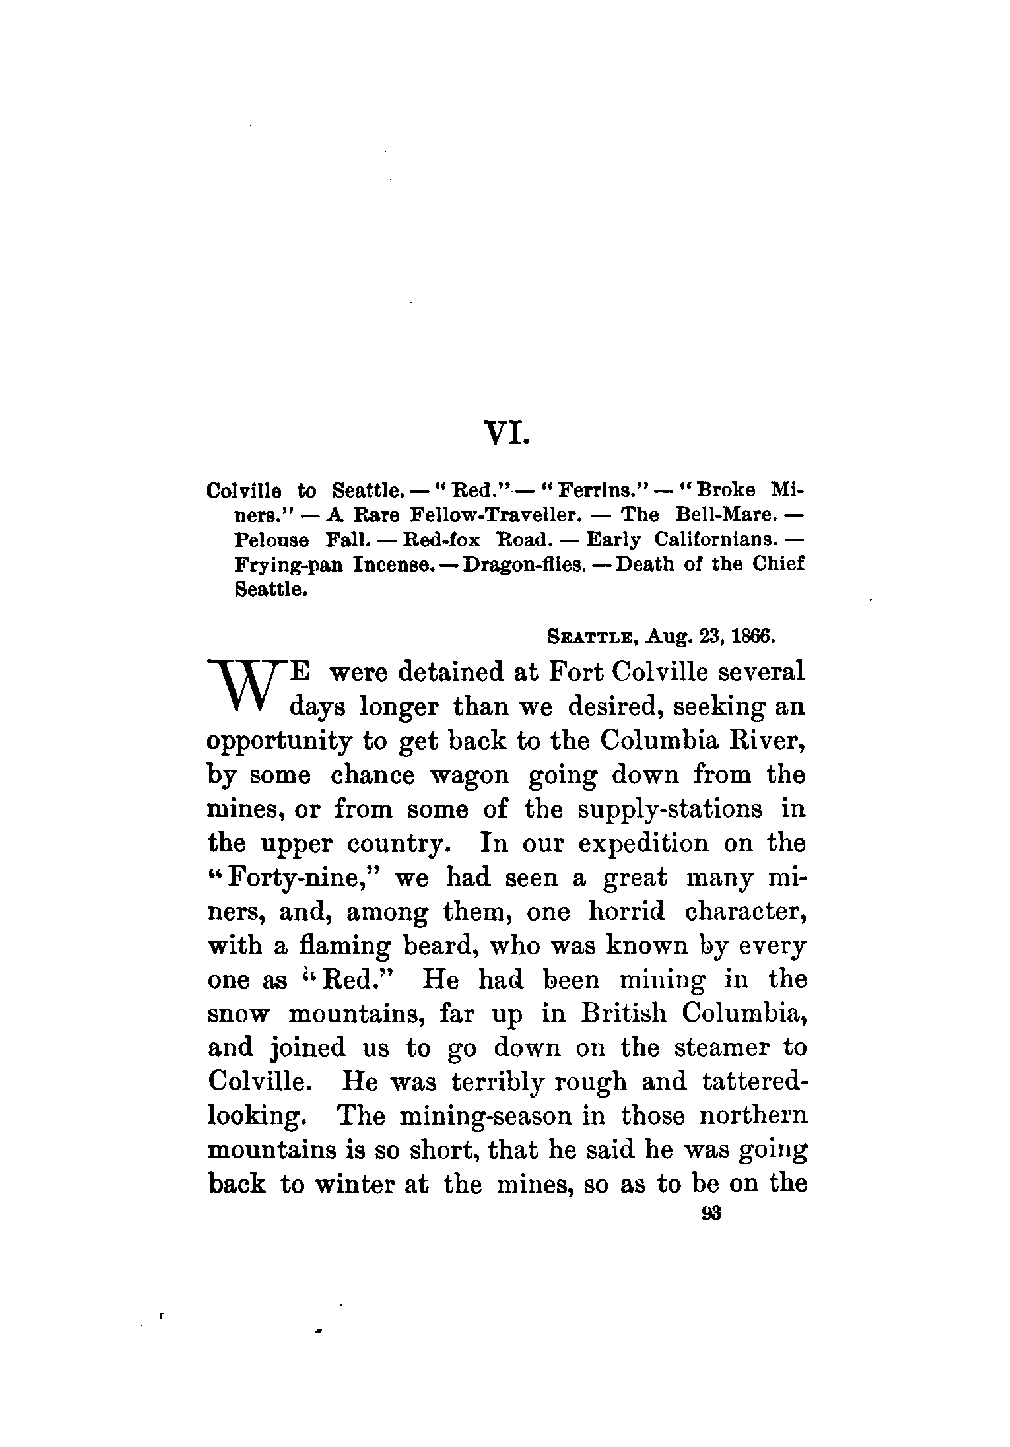 VI.
Colville to Seattle. — "Red." — "Ferrins." — "Broke Mi-
ners." — A Rare Fellow-Traveller. — The Bell-Mare. —
Pelouse Fall. — Red-fox Road. — Early Californians. —
Frying-pan Incense. — Dragon-flies. — Death of the Chief
Seattle.
SEATTLE, Aug. 23, 1866.
WE were detained at Fort Colville several
days longer than we desired, seeking an
opportunity to get back to the Columbia River,
by some chance wagon going down from the
mines, or from some of the supply-stations in
the upper country. In our expedition on the
"Forty-nine," we had seen a great many mi-
ners, and, among them, one horrid character,
with a flaming beard, who was known by every
one as "Red." He had been mining in the
snow mountains, far up in British Columbia,
and joined us to go down on the steamer to
Colville. He was terribly rough and tattered-
looking. The mining-season in those northern
mountains is so short, that he said he was going
back to winter at the mines, so as to be on the
93